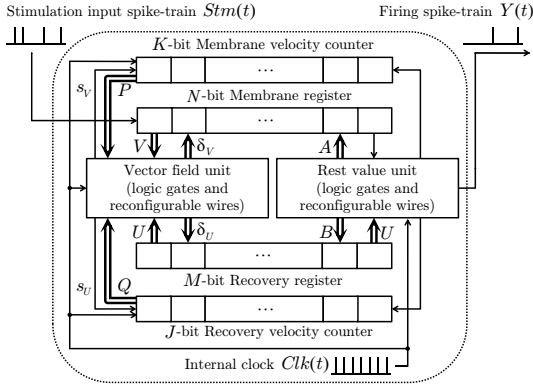 Stimulation input spike-train Stm(t)
Firing spike-train Y(t)
K-bit Membrane velocity counter
...
s_V
P
N-bit Membrane register
...
V
δ_V
A
Vector field unit
(logic gates and
reconfigurable wires)
Rest value unit
(logic gates and
reconfigurable wires)
U
δ_U
B
U
...
M-bit Recovery register
s_U
Q
...
J-bit Recovery velocity counter
Internal clock Clk(t)